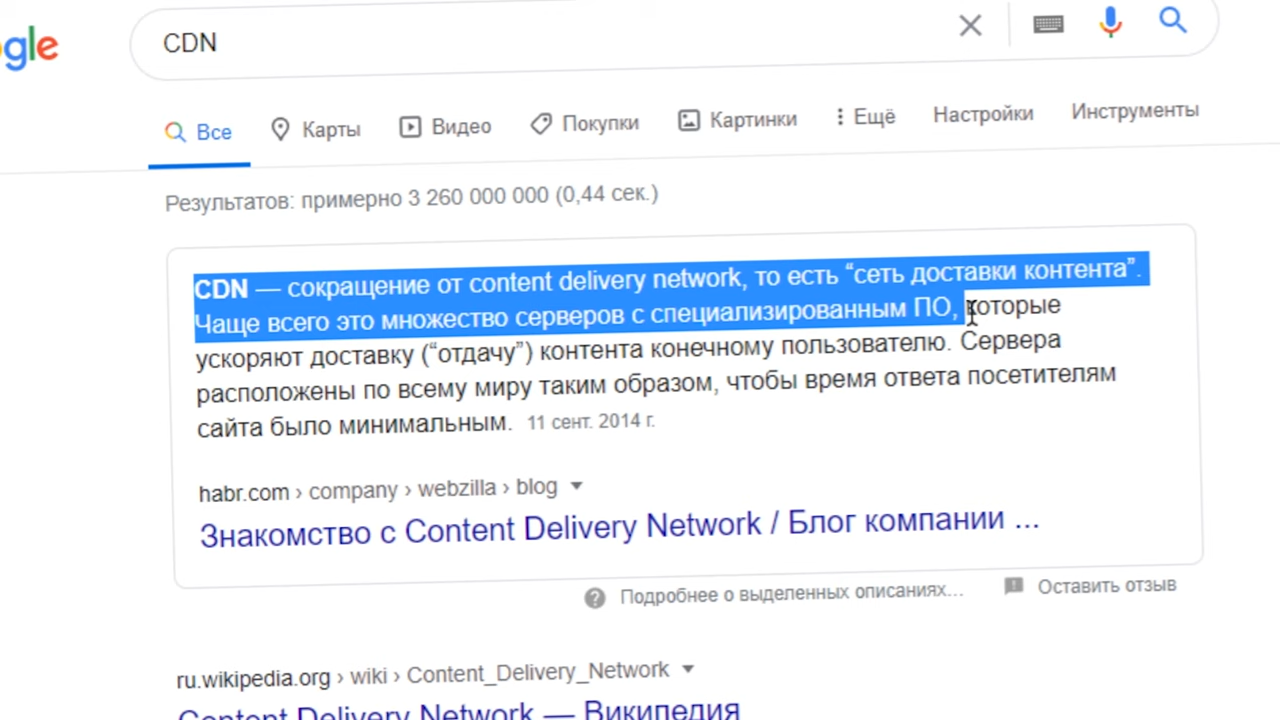 gle
CDN
Все Карты Видео Покупки Картинки Ещё Настройки Инструменты
Результатов: примерно 3 260 000 000 (0,44 сек.)
CDN — сокращение от content delivery network, то есть “сеть доставки контента”.
Чаще всего это множество серверов с специализированным ПО, которые
ускоряют доставку (“отдачу”) контента конечному пользователю. Сервера
расположены по всему миру таким образом, чтобы время ответа посетителям
сайта было минимальным. 11 сент. 2014 г.
habr.com › company › webzilla › blog
Знакомство с Content Delivery Network / Блог компании ...
Подробнее о выделенных описаниях... Оставить отзыв
ru.wikipedia.org › wiki › Content_Delivery_Network
Content Delivery Network — Википедия